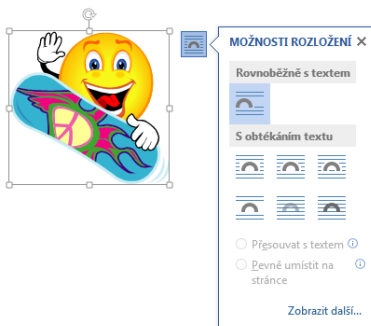 MOŽNOSTI ROZLOŽENÍ
Rovnoběžně s textem
S obtékáním textu
Přesouvat s textem
Pevně umístit na
stránce
Zobrazit další...